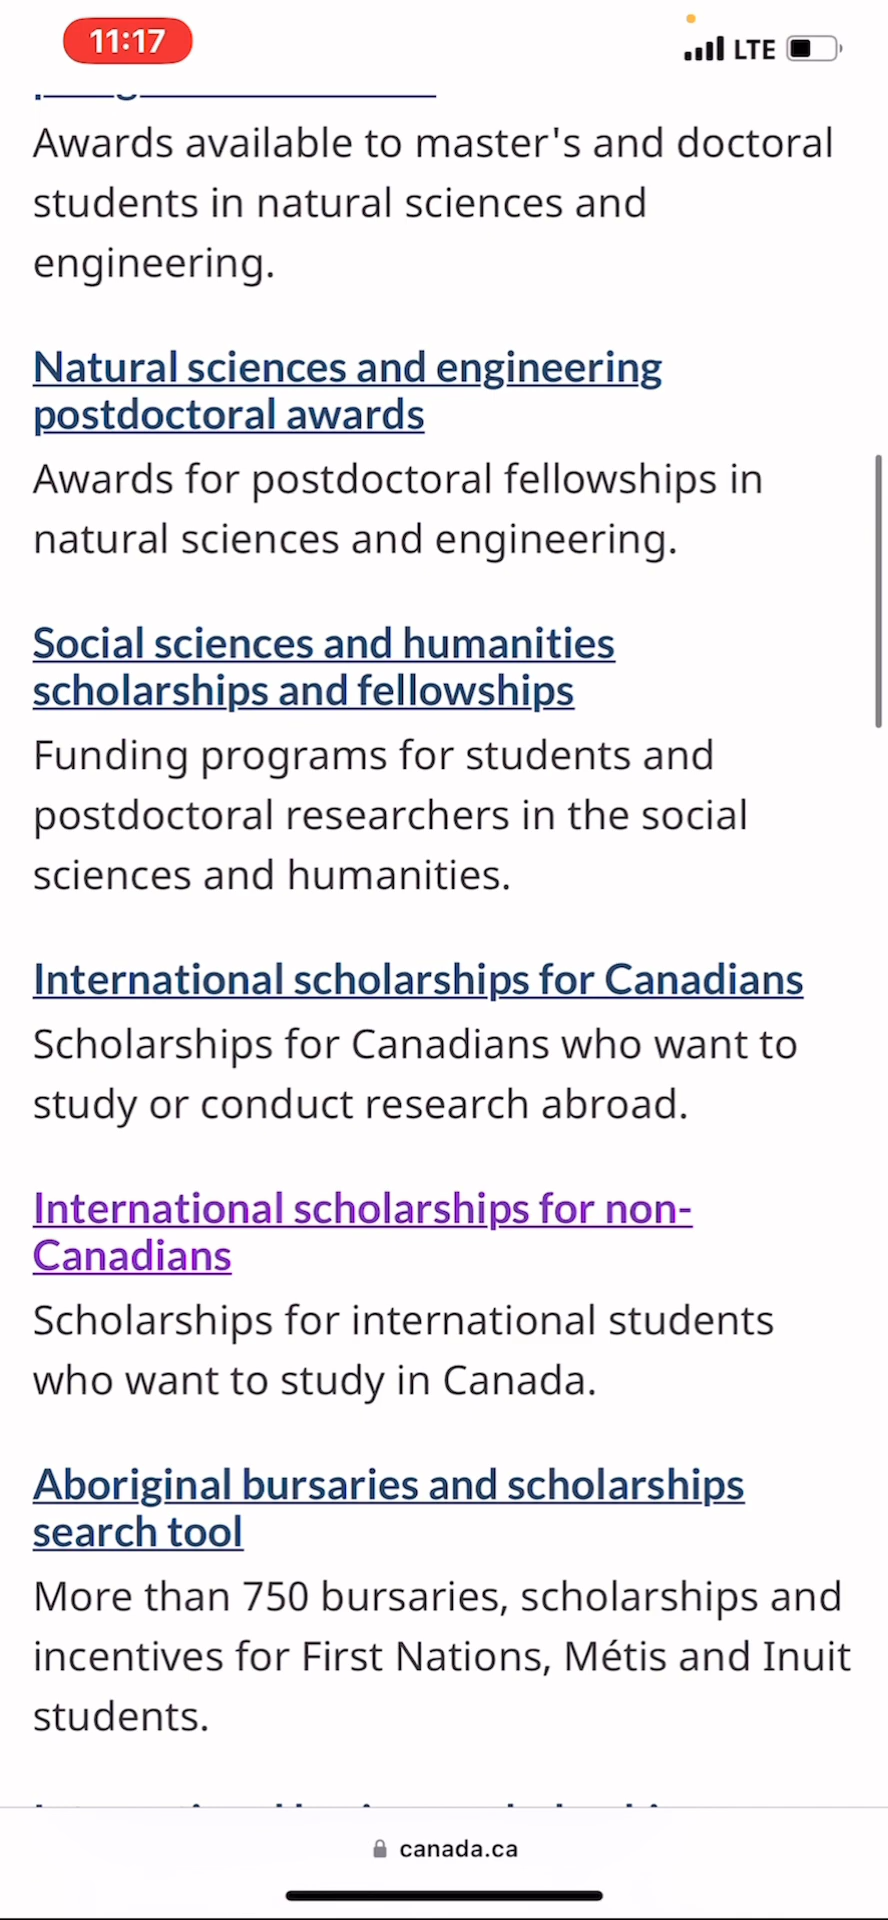 11:17
LTE
Awards available to master's and doctoral
students in natural sciences and
engineering.
Natural sciences and engineering
postdoctoral awards
Awards for postdoctoral fellowships in
natural sciences and engineering.
Social sciences and humanities
scholarships and fellowships
Funding programs for students and
postdoctoral researchers in the social
sciences and humanities.
International scholarships for Canadians
Scholarships for Canadians who want to
study or conduct research abroad.
International scholarships for non-
Canadians
Scholarships for international students
who want to study in Canada.
Aboriginal bursaries and scholarships
search tool
More than 750 bursaries, scholarships and
incentives for First Nations, Métis and Inuit
students.
canada.ca